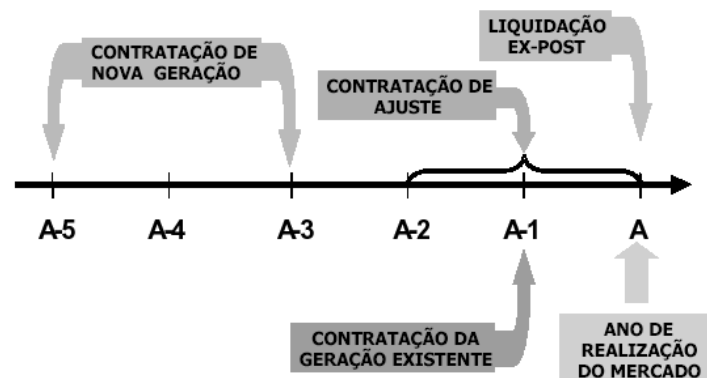 CONTRATAÇÃO DE
NOVA GERAÇÃO
LIQUIDAÇÃO
EX-POST
CONTRATAÇÃO DE
AJUSTE
A-5 A-4 A-3 A-2 A-1 A
CONTRATAÇÃO DA
GERAÇÃO EXISTENTE
ANO DE
REALIZAÇÃO
DO MERCADO